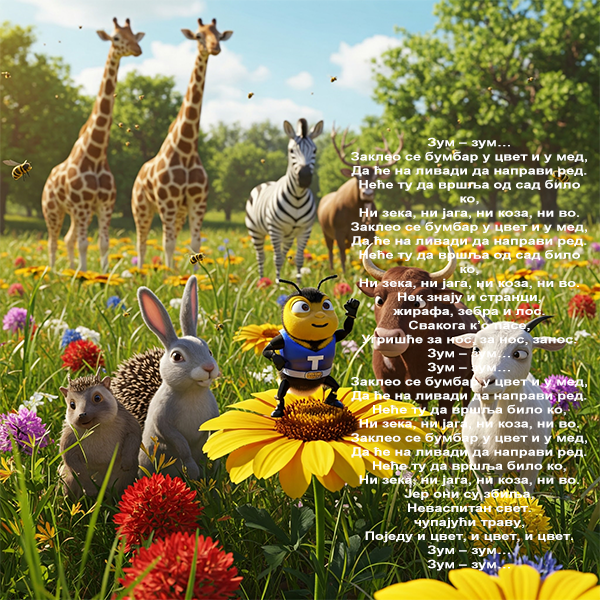 Зум – зум...
Заклео се бумбар у цвет и у мед,
Да ће на ливади да направи ред.
Неће ту да вршља од сад било
ко,
Ни зека, ни јага, ни коза, ни во.
Заклео се бумбар у цвет и у мед,
Да ће на ливади да направи ред.
Неће ту да вршља од сад било
ко,
Ни зека, ни јага, ни коза, ни во.
Нек знају и странци,
жирафа, зебра и лос.
Свакога к'о пасе,
Угришће за нос, за нос, занос.
Зум – зум...
Зум – зум...
Заклео се бумбар у цвет и у мед,
Да ће на ливади да направи ред.
Неће ту да вршља било ко,
Ни зека, ни јага, ни коза, ни во.
Заклео се бумбар у цвет и у мед,
Да ће на ливади да направи ред.
Неће ту да вршља било ко,
Ни зека, ни јага, ни коза, ни во.
Јер они су збиља,
Неваспитан свет
чупајући траву,
Поједу и цвет, и цвет, и цвет.
Зум – зум...
Зум – зум...
T